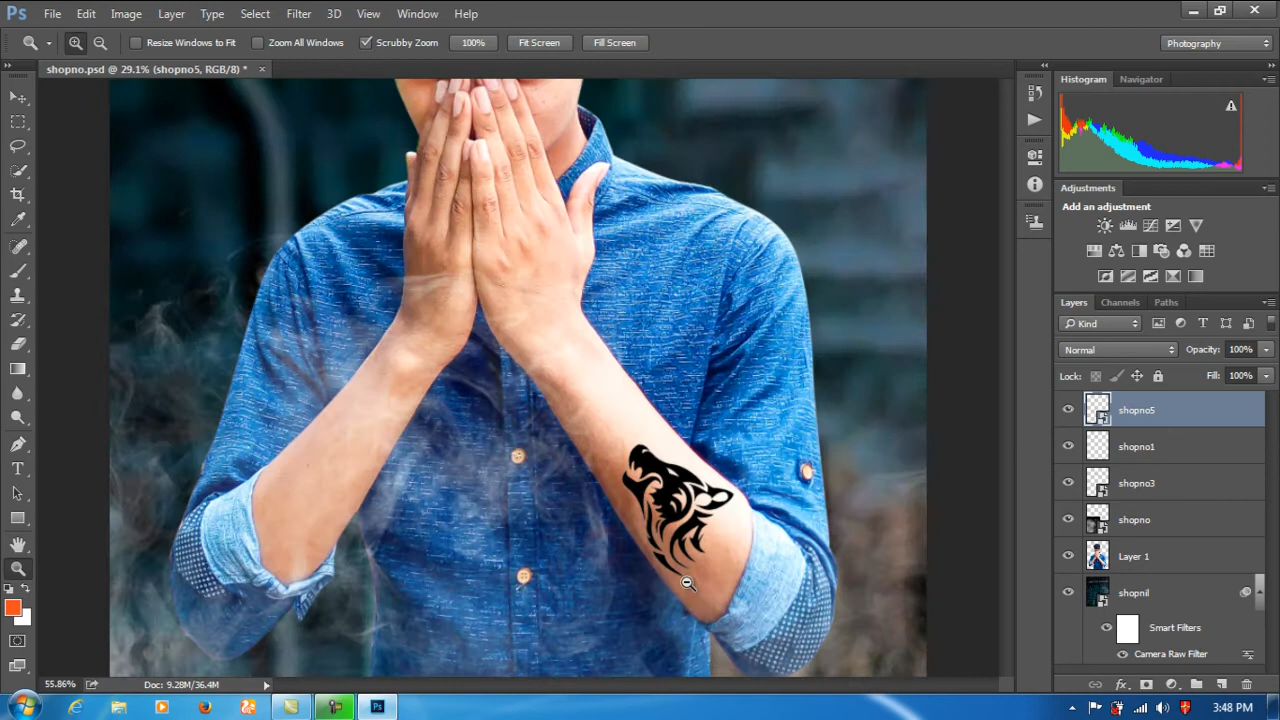 Ps File Edit Image Layer Type Select Filter 3D View Window Help
Resize Windows to Fit Zoom All Windows Scrubby Zoom 100% Fit Screen Fill Screen Photography
shopno.psd @ 29.1% (shopno5, RGB/8) *
Histogram Navigator
Adjustments
Add an adjustment
Layers Channels Paths
Kind
Normal Opacity: 100%
Lock: Fill: 100%
shopno5
shopno1
shopno3
shopno
Layer 1
shopnil
Smart Filters
Camera Raw Filter
55.86% Doc: 9.28M/36.4M
3:48 PM